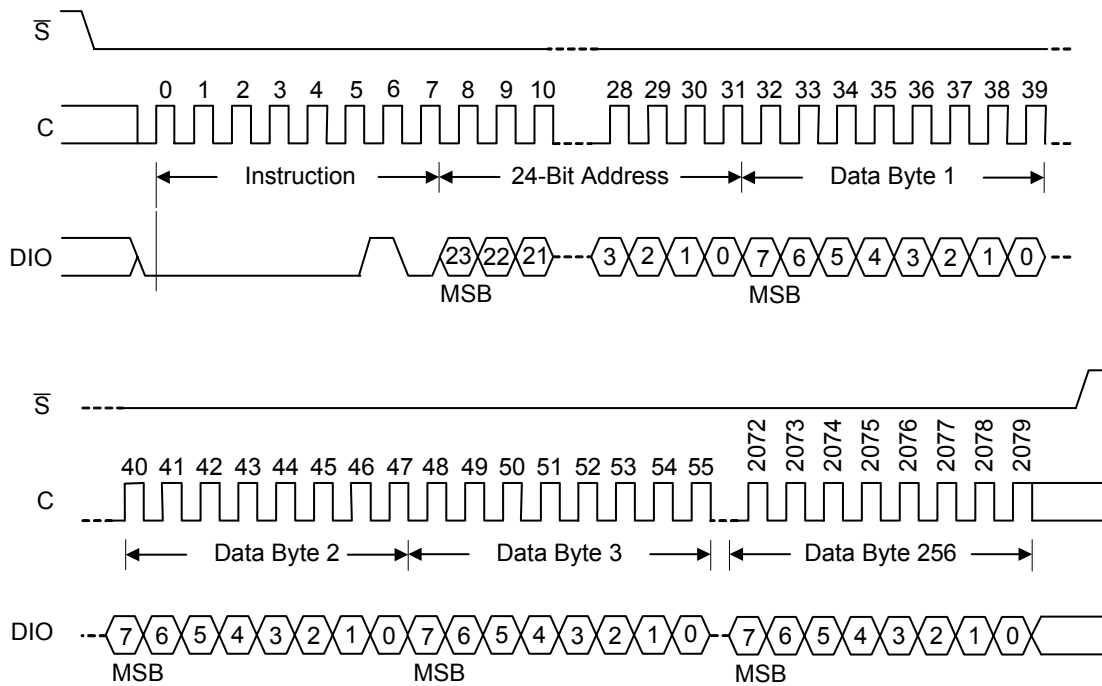 S̅
0 1 2 3 4 5 6 7 8 9 10 28 29 30 31 32 33 34 35 36 37 38 39
C
Instruction 24-Bit Address Data Byte 1
DIO 23 22 21 3 2 1 0 7 6 5 4 3 2 1 0
MSB MSB
S̅
2072 2073 2074 2075 2076 2077 2078 2079
40 41 42 43 44 45 46 47 48 49 50 51 52 53 54 55
C
Data Byte 2 Data Byte 3 Data Byte 256
DIO 7 6 5 4 3 2 1 0 7 6 5 4 3 2 1 0 7 6 5 4 3 2 1 0
MSB MSB MSB